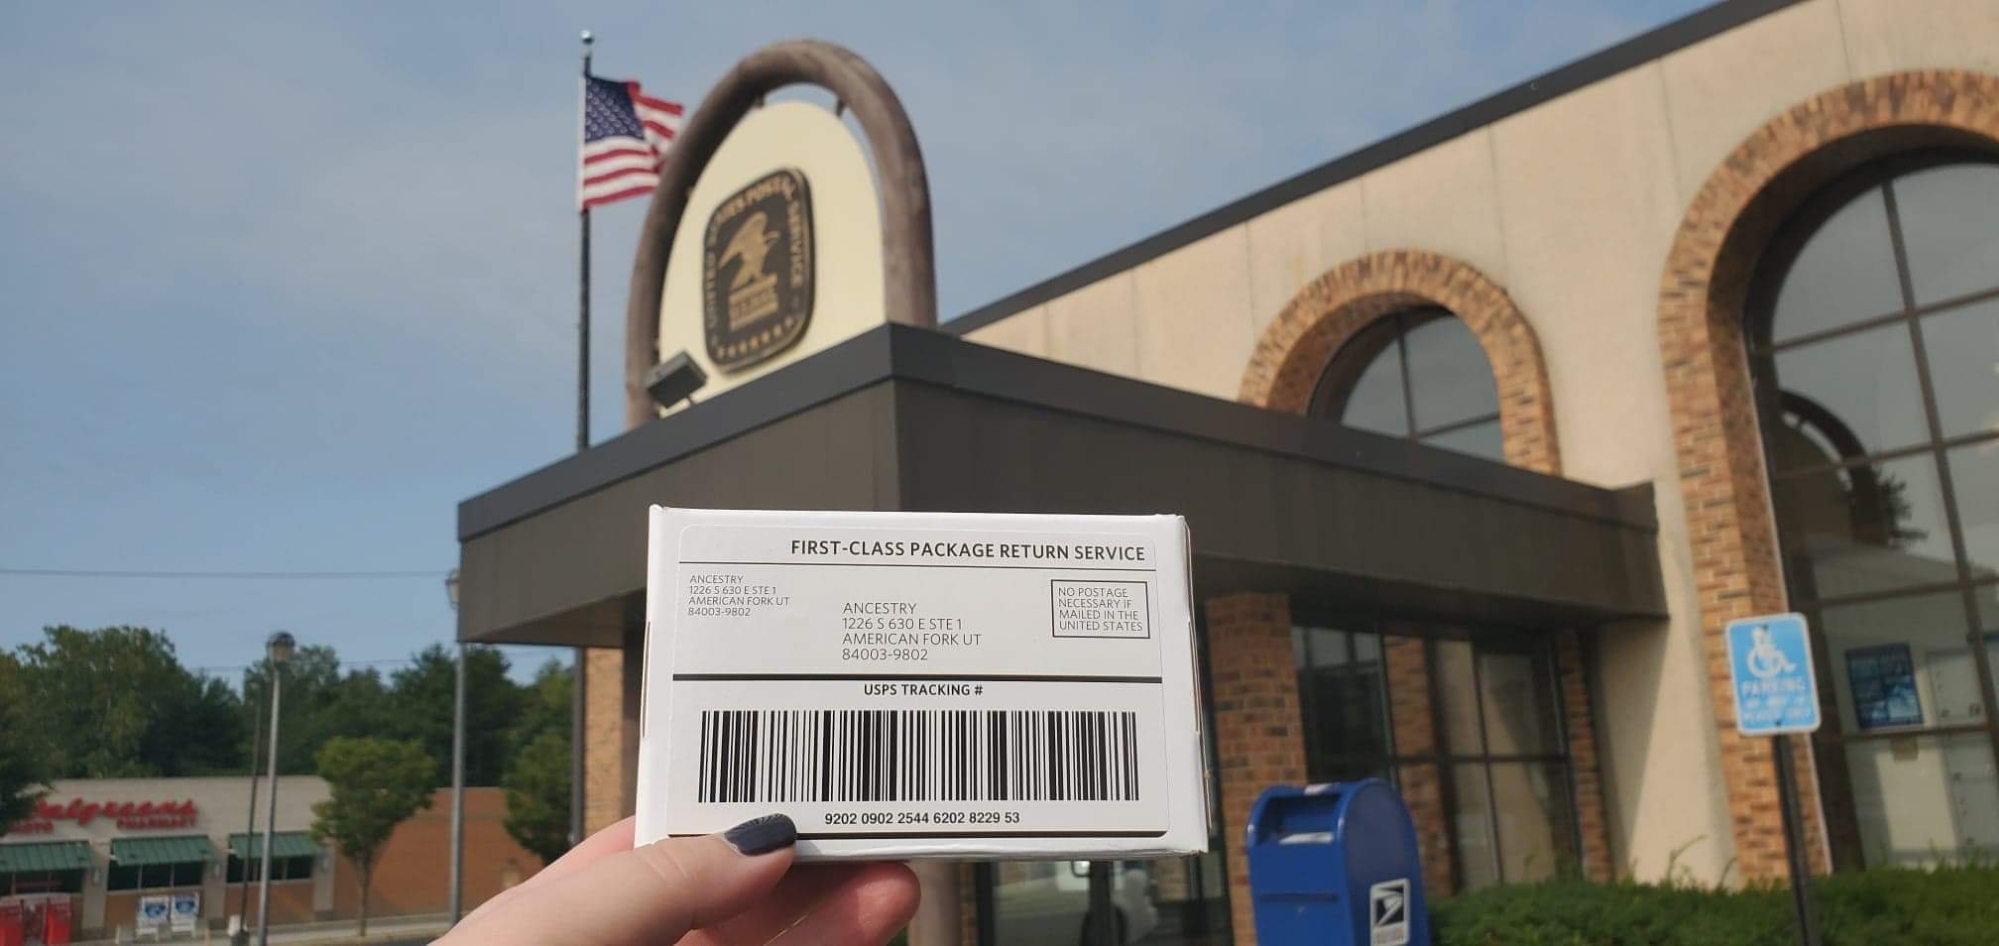 UNITED STATES POSTAL SERVICE
FIRST-CLASS PACKAGE RETURN SERVICE
ANCESTRY
1226 S 630 E STE 1
AMERICAN FORK UT
84003-9802
ANCESTRY
1226 S 630 E STE 1
AMERICAN FORK UT
84003-9802
NO POSTAGE
NECESSARY IF
MAILED IN THE
UNITED STATES
USPS TRACKING #
9202 0902 2544 6202 8229 53
Walgreens
PHARMACY
PARKING